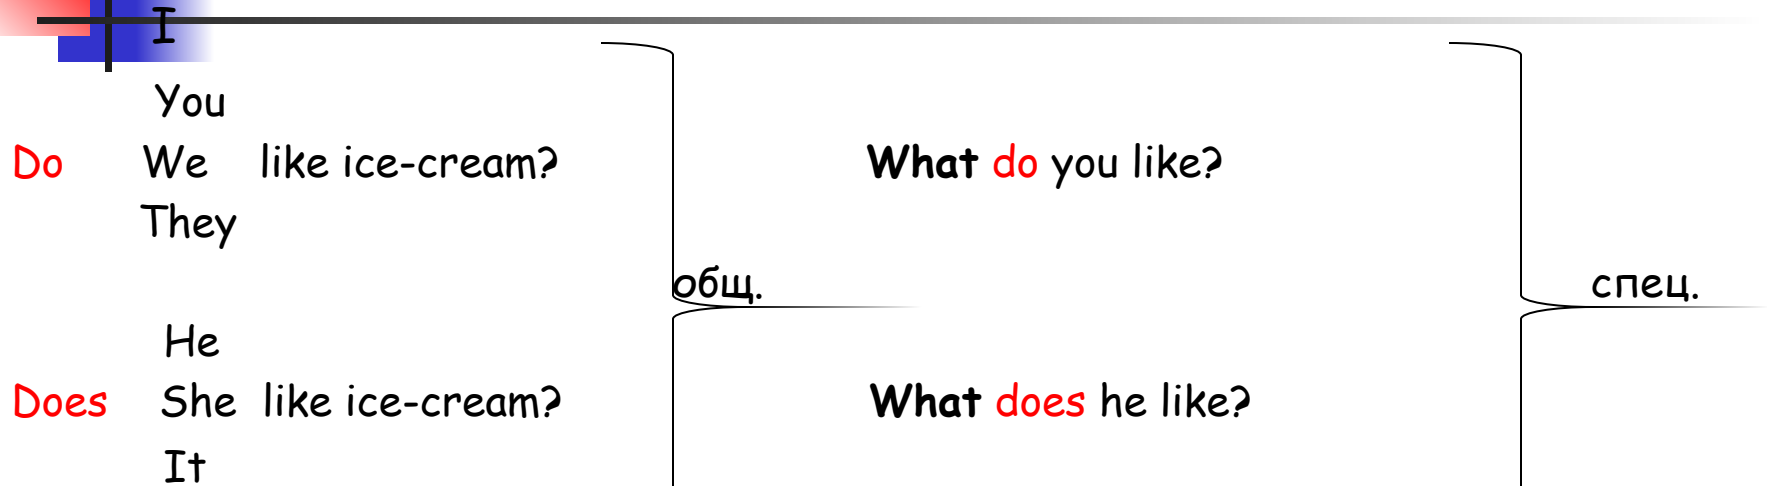 I
You
Do We like ice-cream? What do you like?
They
общ. спец.
He
Does She like ice-cream? What does he like?
It